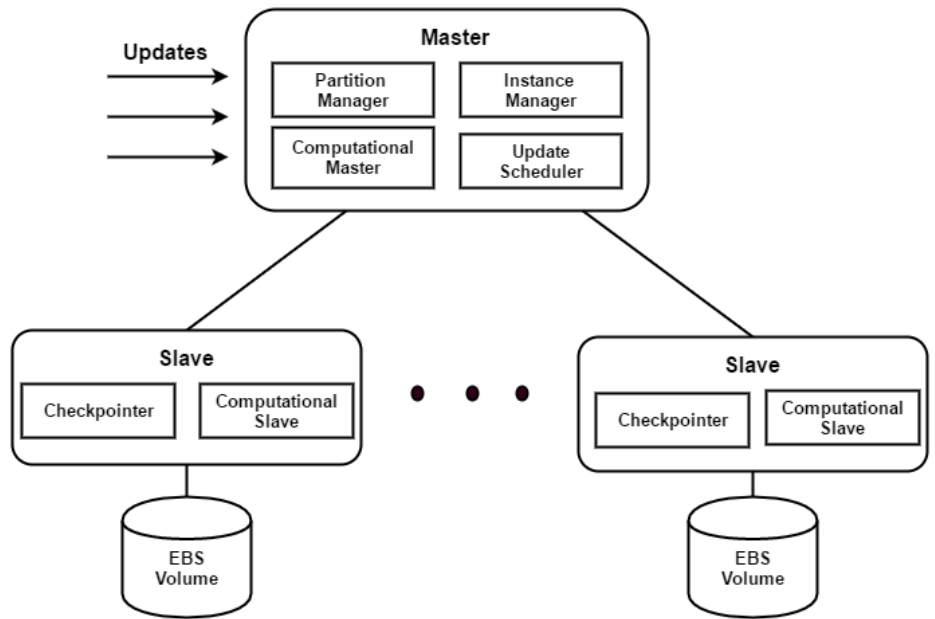 Updates
Master
Partition
Manager
Instance
Manager
Computational
Master
Update
Scheduler
Slave
Checkpointer
Computational
Slave
EBS
Volume
Slave
Checkpointer
Computational
Slave
EBS
Volume